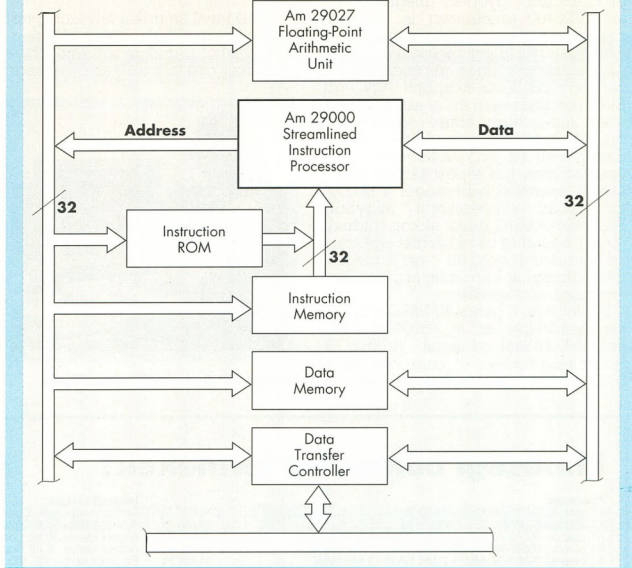 Am 29027
Floating-Point
Arithmetic
Unit
Am 29000
Streamlined
Instruction
Processor
Address
Data
32
32
Instruction
ROM
32
Instruction
Memory
Data
Memory
Data
Transfer
Controller